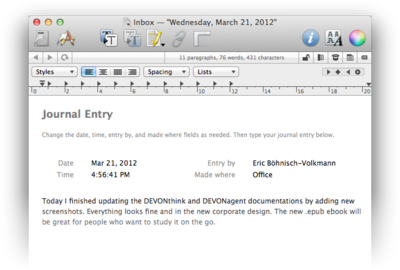 Inbox — "Wednesday, March 21, 2012"
11 paragraphs, 76 words, 431 characters
Styles Spacing Lists
0 2 4 6 8 10 12 14 16 18 20
Journal Entry
Change the date, time, entry by, and made where fields as needed. Then type your journal entry below.
Date Mar 21, 2012 Entry by Eric Böhnisch-Volkmann
Time 4:56:41 PM Made where Office
Today I finished updating the DEVONthink and DEVONagent documentations by adding new
screenshots. Everything looks fine and in the new corporate design. The new .epub ebook will
be great for people who want to study it on the go.